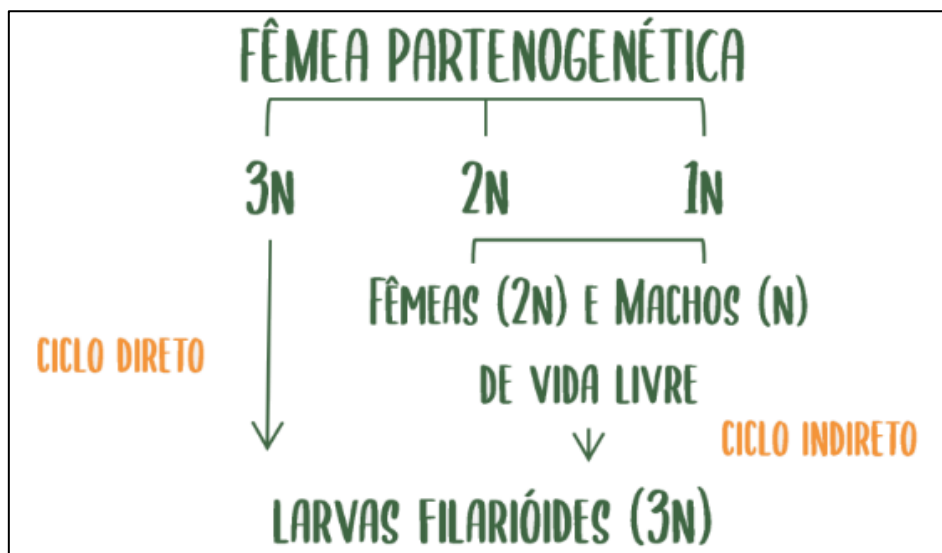 FÊMEA PARTENOGENÉTICA
3N 2N 1N
FÊMEAS (2N) E MACHOS (N)
CICLO DIRETO
DE VIDA LIVRE
CICLO INDIRETO
LARVAS FILARIÓIDES (3N)